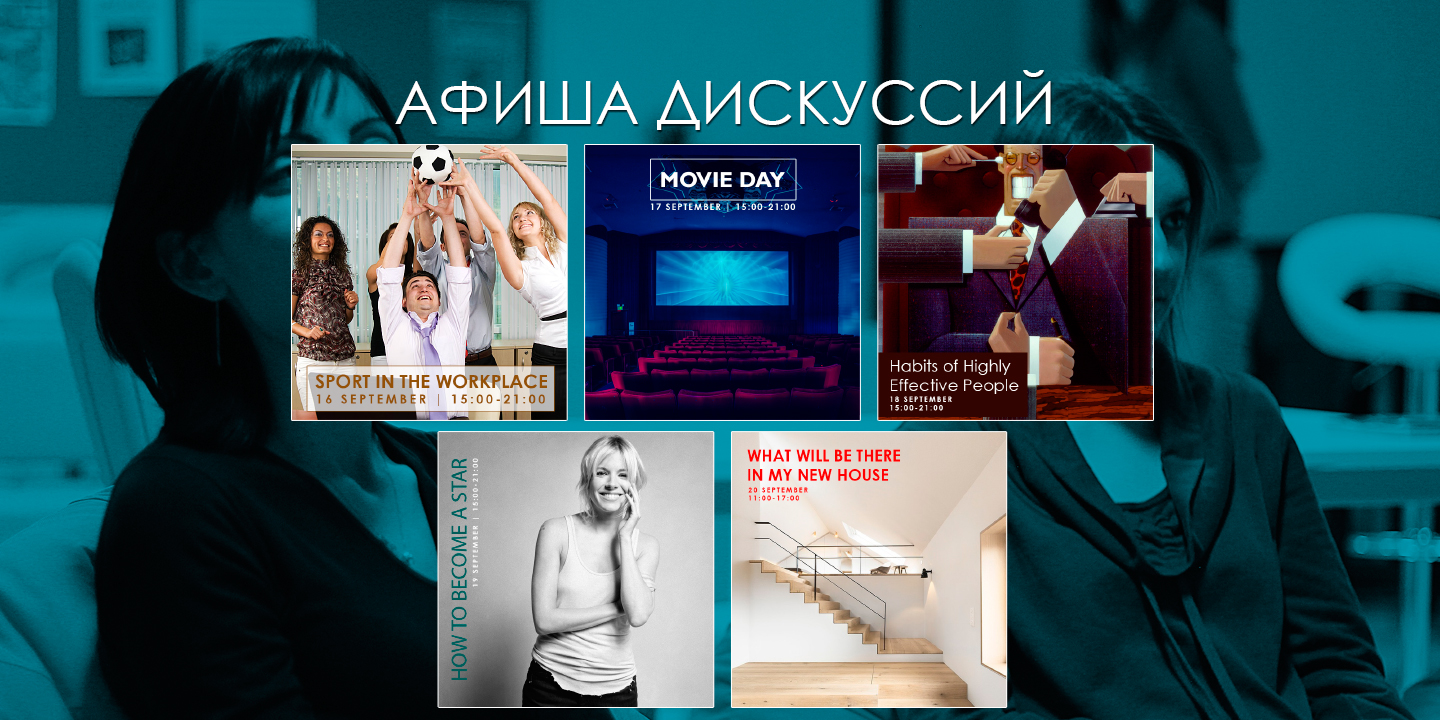 АФИША ДИСКУССИЙ
SPORT IN THE WORKPLACE
16 SEPTEMBER | 15:00-21:00
MOVIE DAY
17 SEPTEMBER | 15:00-21:00
Habits of Highly
Effective People
18 SEPTEMBER
15:00-21:00
HOW TO BECOME A STAR
19 SEPTEMBER | 15:00-21:00
WHAT WILL BE THERE
IN MY NEW HOUSE
20 SEPTEMBER
11:00-17:00